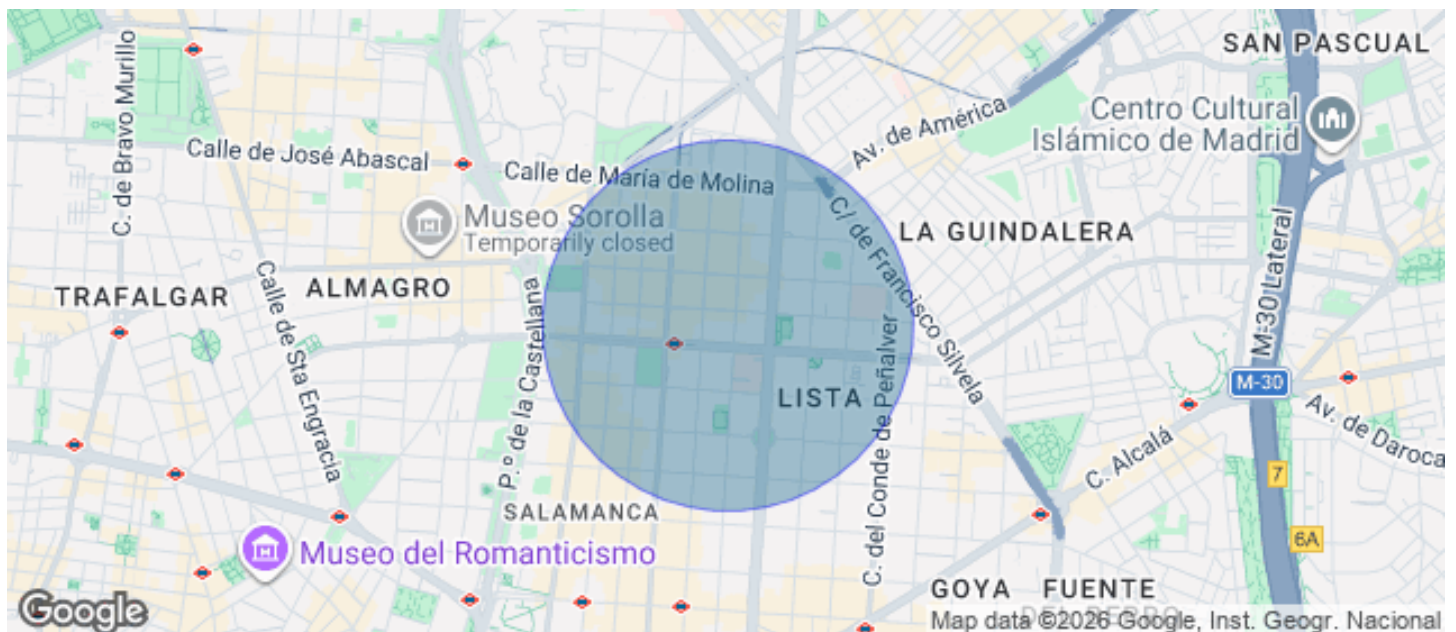 SAN PASCUAL
C. de Bravo Murillo
Centro Cultural
Islámico de Madrid
Av. de América
Calle de José Abascal
Calle de María de Molina
Museo Sorolla
Temporarily closed
C/ de Francisco Silvela
LA GUINDALERA
M-30 Lateral
TRAFALGAR
ALMAGRO
Calle de Sta Engracia
P.º de la Castellana
C. del Conde de Peñalver
LISTA
M-30
Av. de Daroca
C. Alcalá
7
SALAMANCA
6A
Museo del Romanticismo
GOYA
FUENTE
Google
Map data ©2026 Google, Inst. Geogr. Nacional